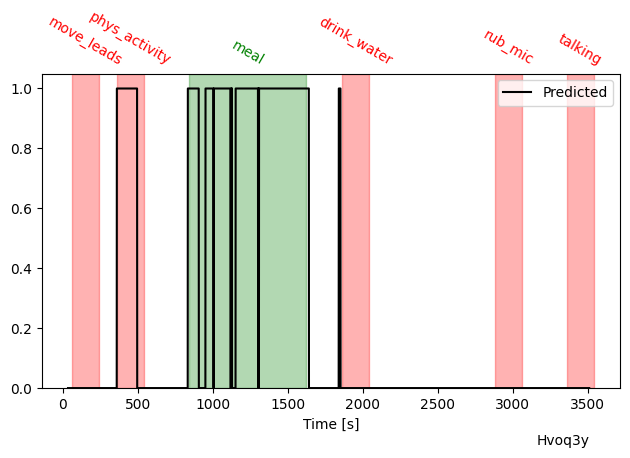 move_leads
phys_activity
meal
drink_water
rub_mic
talking
Predicted
1.0
0.8
0.6
0.4
0.2
0.0
0 500 1000 1500 2000 2500 3000 3500
Time [s]
Hvoq3y